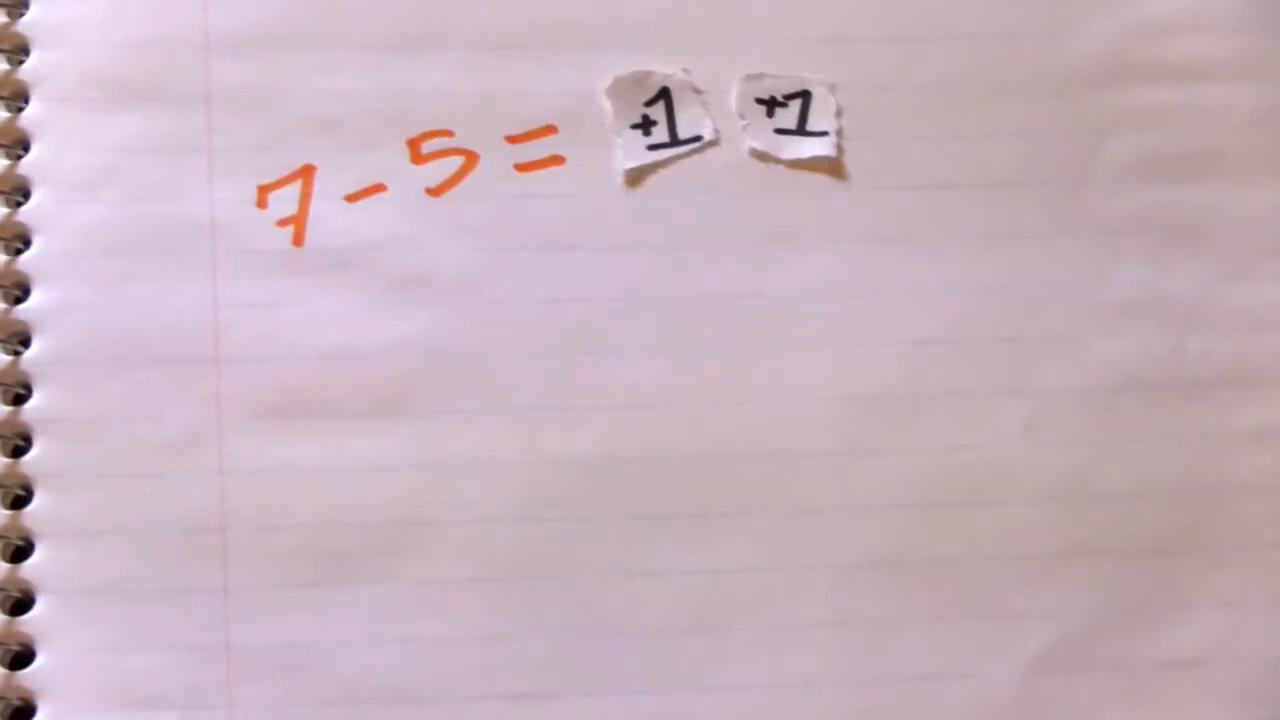 7 - 5 = +1 +1